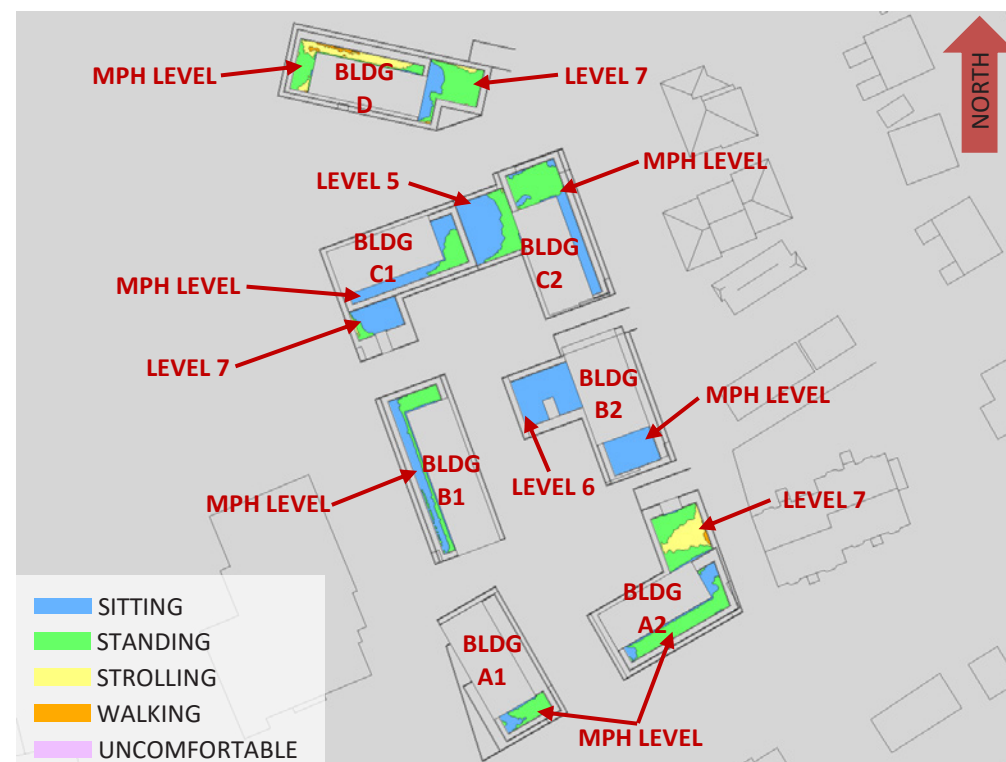 MPH LEVEL
BLDG
D
LEVEL 7
NORTH
LEVEL 5
MPH LEVEL
BLDG
C1
BLDG
C2
MPH LEVEL
LEVEL 7
BLDG
B2
MPH LEVEL
BLDG
B1
LEVEL 6
MPH LEVEL
LEVEL 7
BLDG
A2
BLDG
A1
MPH LEVEL
SITTING
STANDING
STROLLING
WALKING
UNCOMFORTABLE